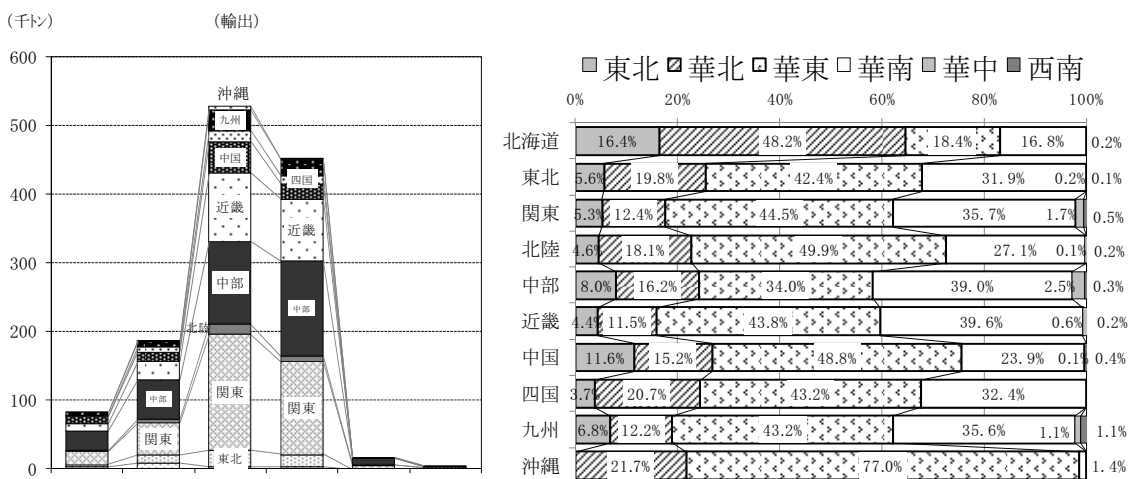 (千トン) (輸出)
600
500
400
300
200
100
0
沖縄
九州
中国
近畿
中部
北陸
関東
東北
四国
近畿
中部
関東
中部
関東
東北 華北 華東 華南 華中 西南
0% 20% 40% 60% 80% 100%
北海道 16.4% 48.2% 18.4% 16.8% 0.2%
東北 5.6% 19.8% 42.4% 31.9% 0.2% 0.1%
関東 5.3% 12.4% 44.5% 35.7% 1.7% 0.5%
北陸 4.6% 18.1% 49.9% 27.1% 0.1% 0.2%
中部 8.0% 16.2% 34.0% 39.0% 2.5% 0.3%
近畿 4.4% 11.5% 43.8% 39.6% 0.6% 0.2%
中国 11.6% 15.2% 48.8% 23.9% 0.1% 0.4%
四国 3.7% 20.7% 43.2% 32.4%
九州 6.8% 12.2% 43.2% 35.6% 1.1% 1.1%
沖縄 21.7% 77.0% 1.4%